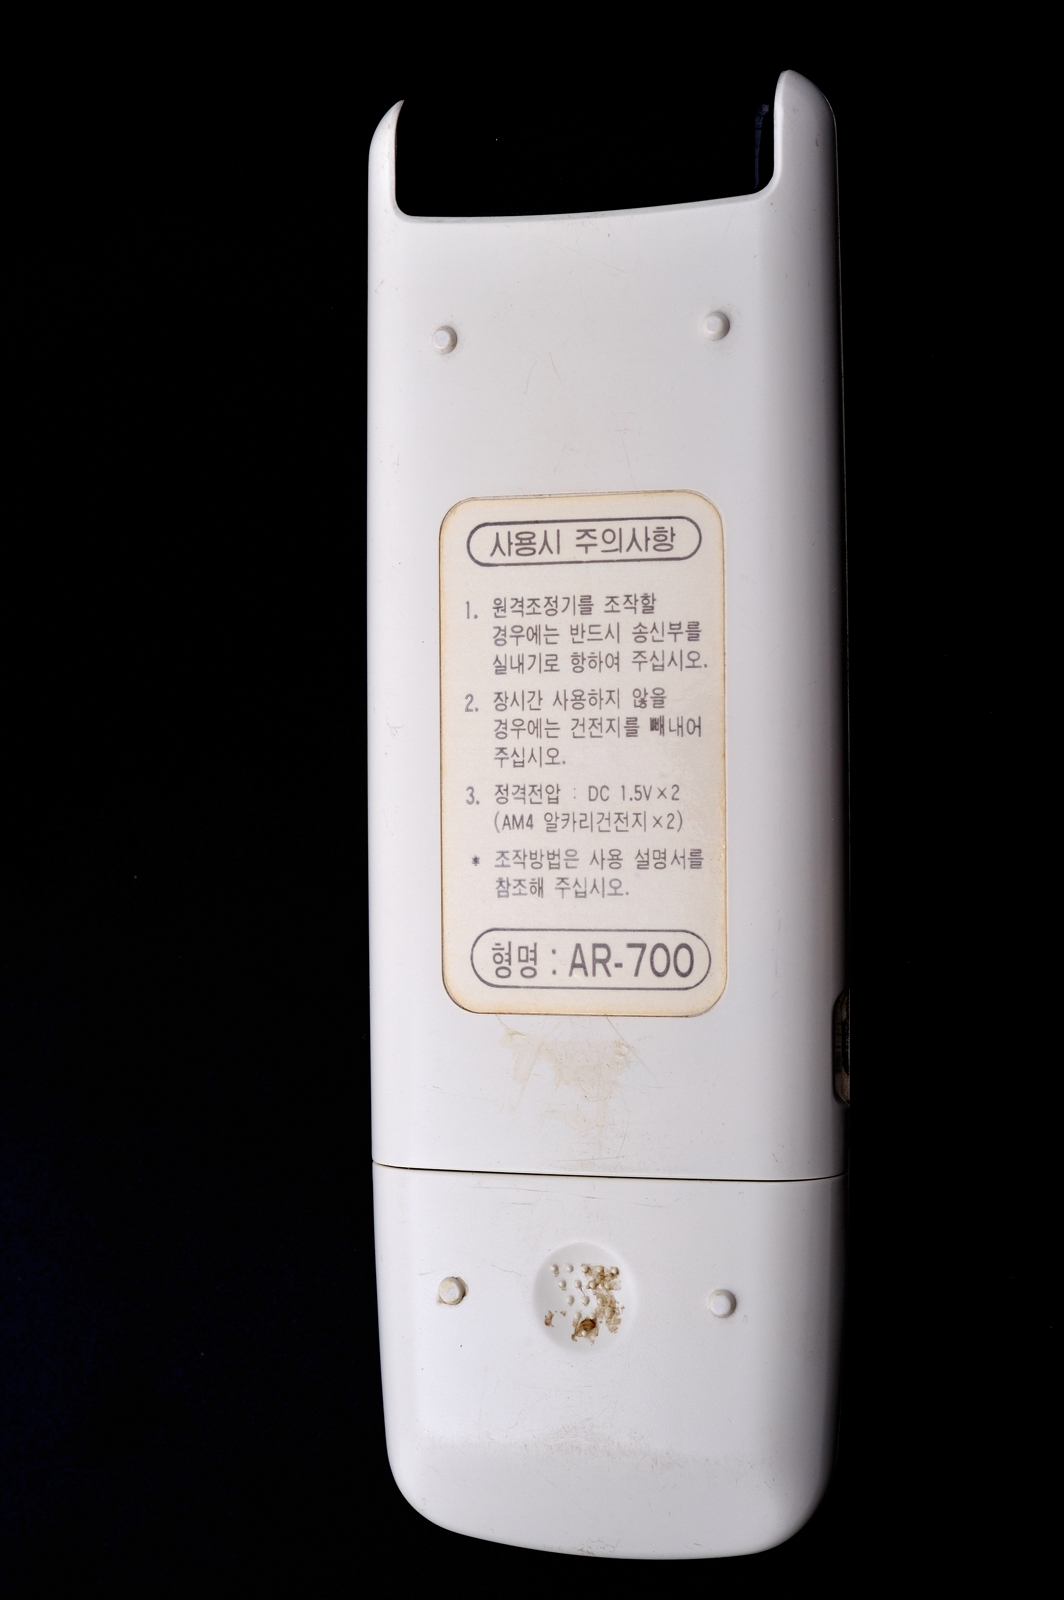 사용시 주의사항
1. 원격조정기를 조작할
경우에는 반드시 송신부를
실내기로 향하여 주십시오.
2. 장시간 사용하지 않을
경우에는 건전지를 빼내어
주십시오.
3. 정격전압 : DC 1.5V×2
(AM4 알카리건전지×2)
* 조작방법은 사용 설명서를
참조해 주십시오.
형명 : AR-700